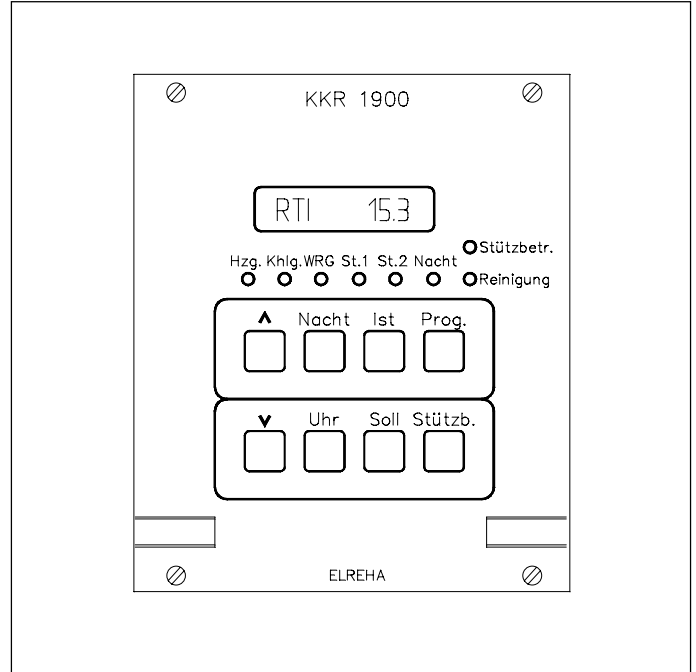 KKR 1900
RTI 15.3
Stützbetr.
Hzg. Khlg. WRG St.1 St.2 Nacht
Reinigung
Nacht Ist Prog.
Uhr Soll Stützb.
ELREHA